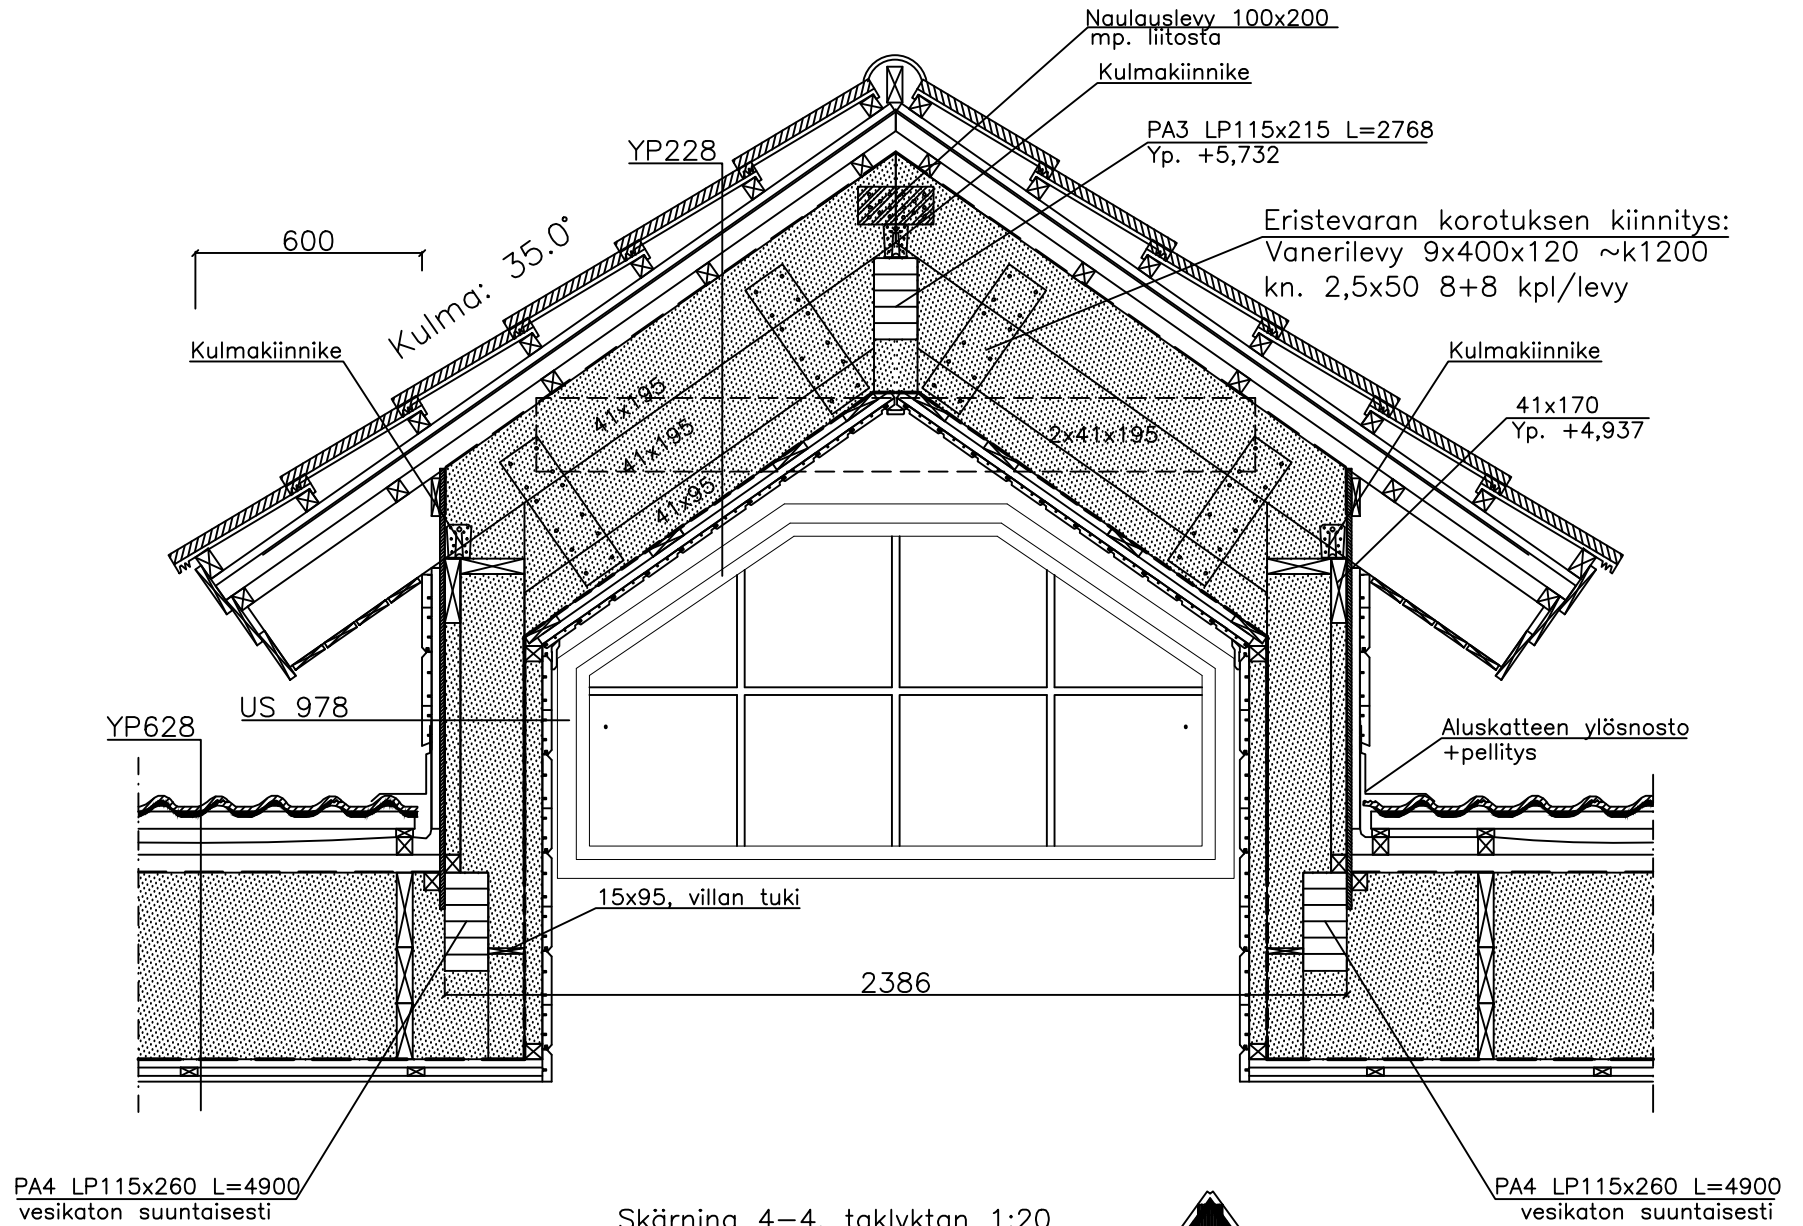 Naulauslevy 100x200
mp. liitosta
Kulmakiinnike
PA3 LP115x215 L=2768
Yp. +5,732
YP228
Eristevaran korotuksen kiinnitys:
Vanerilevy 9x400x120 ~k1200
kn. 2,5x50 8+8 kpl/levy
600
Kulma: 35.0°
Kulmakiinnike
Kulmakiinnike
41x170
Yp. +4,937
41x195
41x195
41x95
2x41x195
US 978
YP628
Aluskatteen ylösnosto
+pellitys
15x95, villan tuki
2386
PA4 LP115x260 L=4900
vesikaton suuntaisesti
PA4 LP115x260 L=4900
vesikaton suuntaisesti
Skärning 4-4, taklyktan 1:20